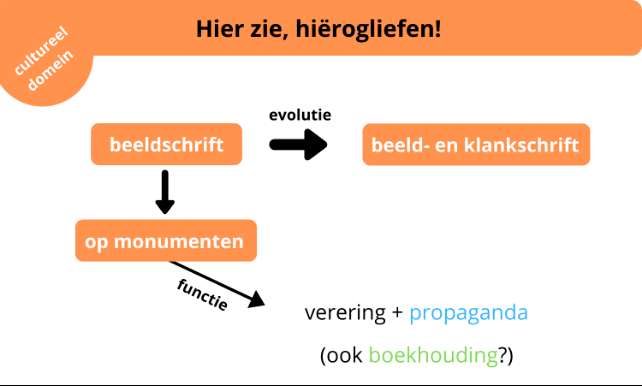 Hier zie, hiërogliefen!
cultureel
domein
evolutie
beeldschrift
beeld- en klankschrift
op monumenten
functie
verering + propaganda
(ook boekhouding?)